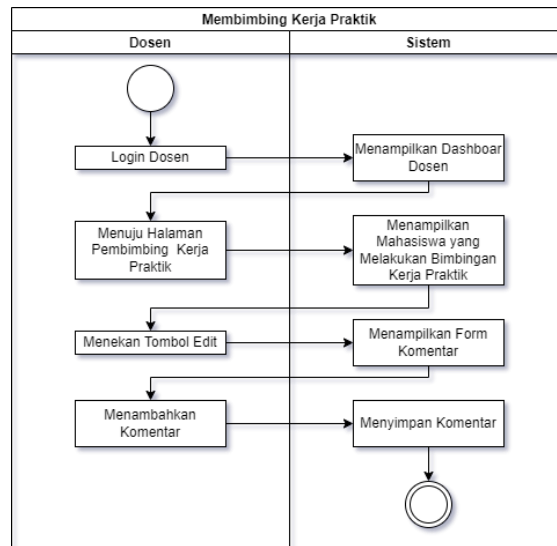 Membimbing Kerja Praktik
Dosen
Sistem
Login Dosen
Menampilkan Dashboar
Dosen
Menuju Halaman
Pembimbing Kerja
Praktik
Menampilkan
Mahasiswa yang
Melakukan Bimbingan
Kerja Praktik
Menekan Tombol Edit
Menampilkan Form
Komentar
Menambahkan
Komentar
Menyimpan Komentar